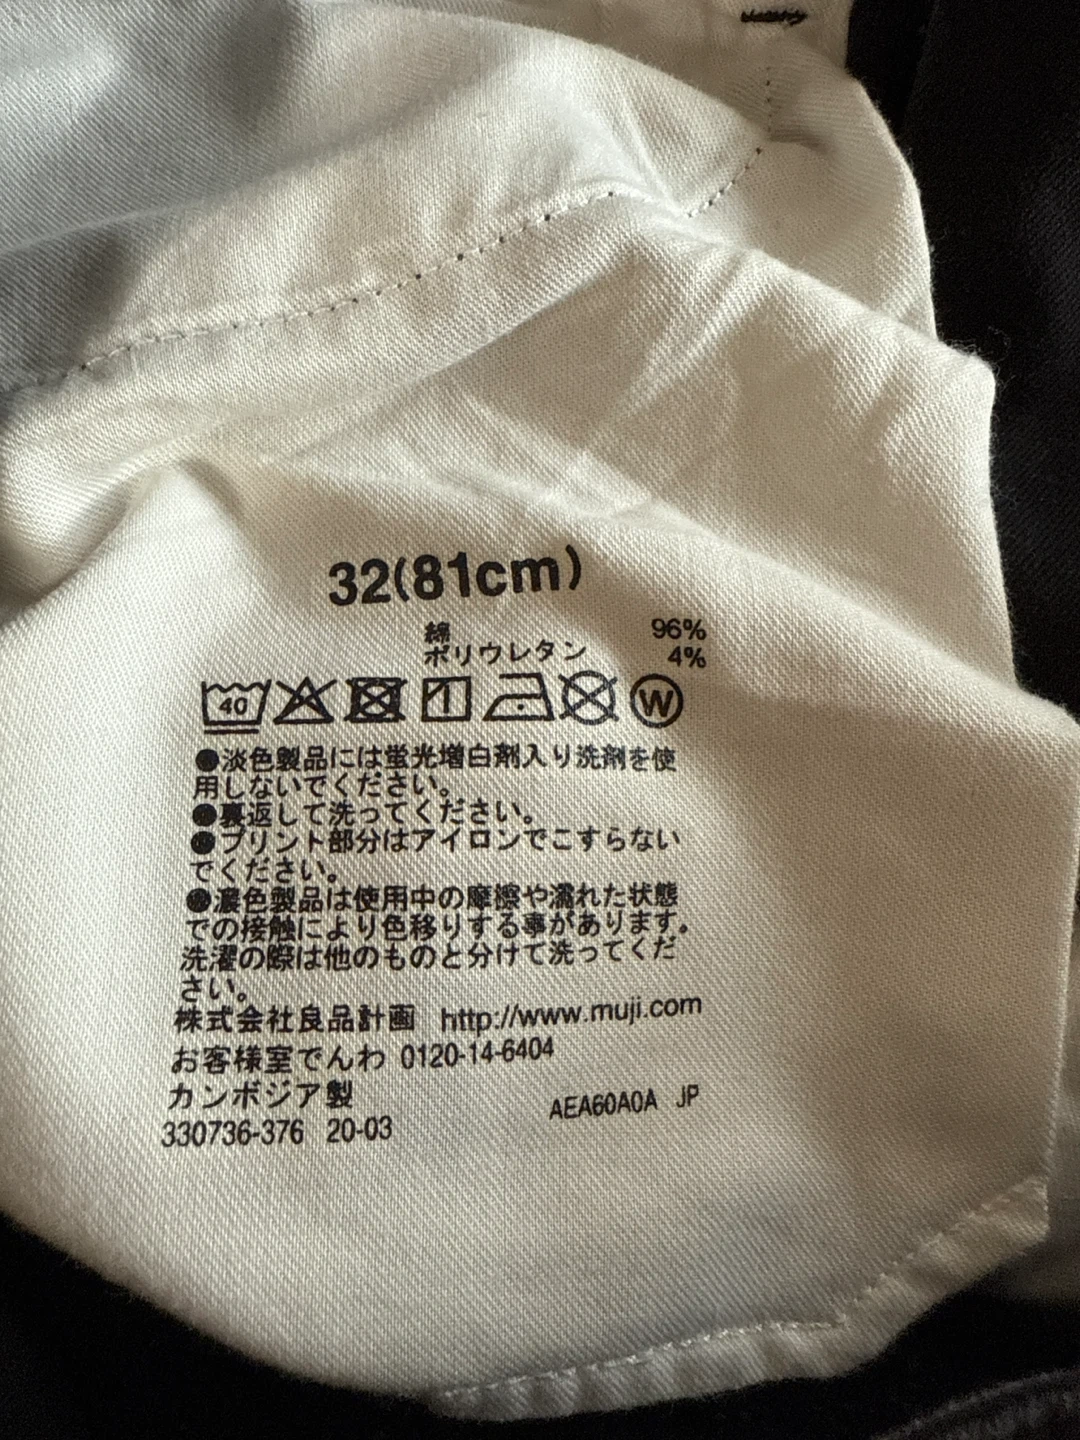 32(81cm)
綿 96%
ポリウレタン 4%
40 1 W
●淡色製品には蛍光増白剤入り洗剤を使
用しないでください。
●裏返して洗ってください。
●プリント部分はアイロンでこすらない
でください。
●濃色製品は使用中の摩擦や濡れた状態
での接触により色移りする事があります。
洗濯の際は他のものと分けて洗ってくだ
さい。
株式会社良品計画 http://www.muji.com
お客様室でんわ 0120-14-6404
カンボジア製
330736-376 20-03 AEA60A0A JP